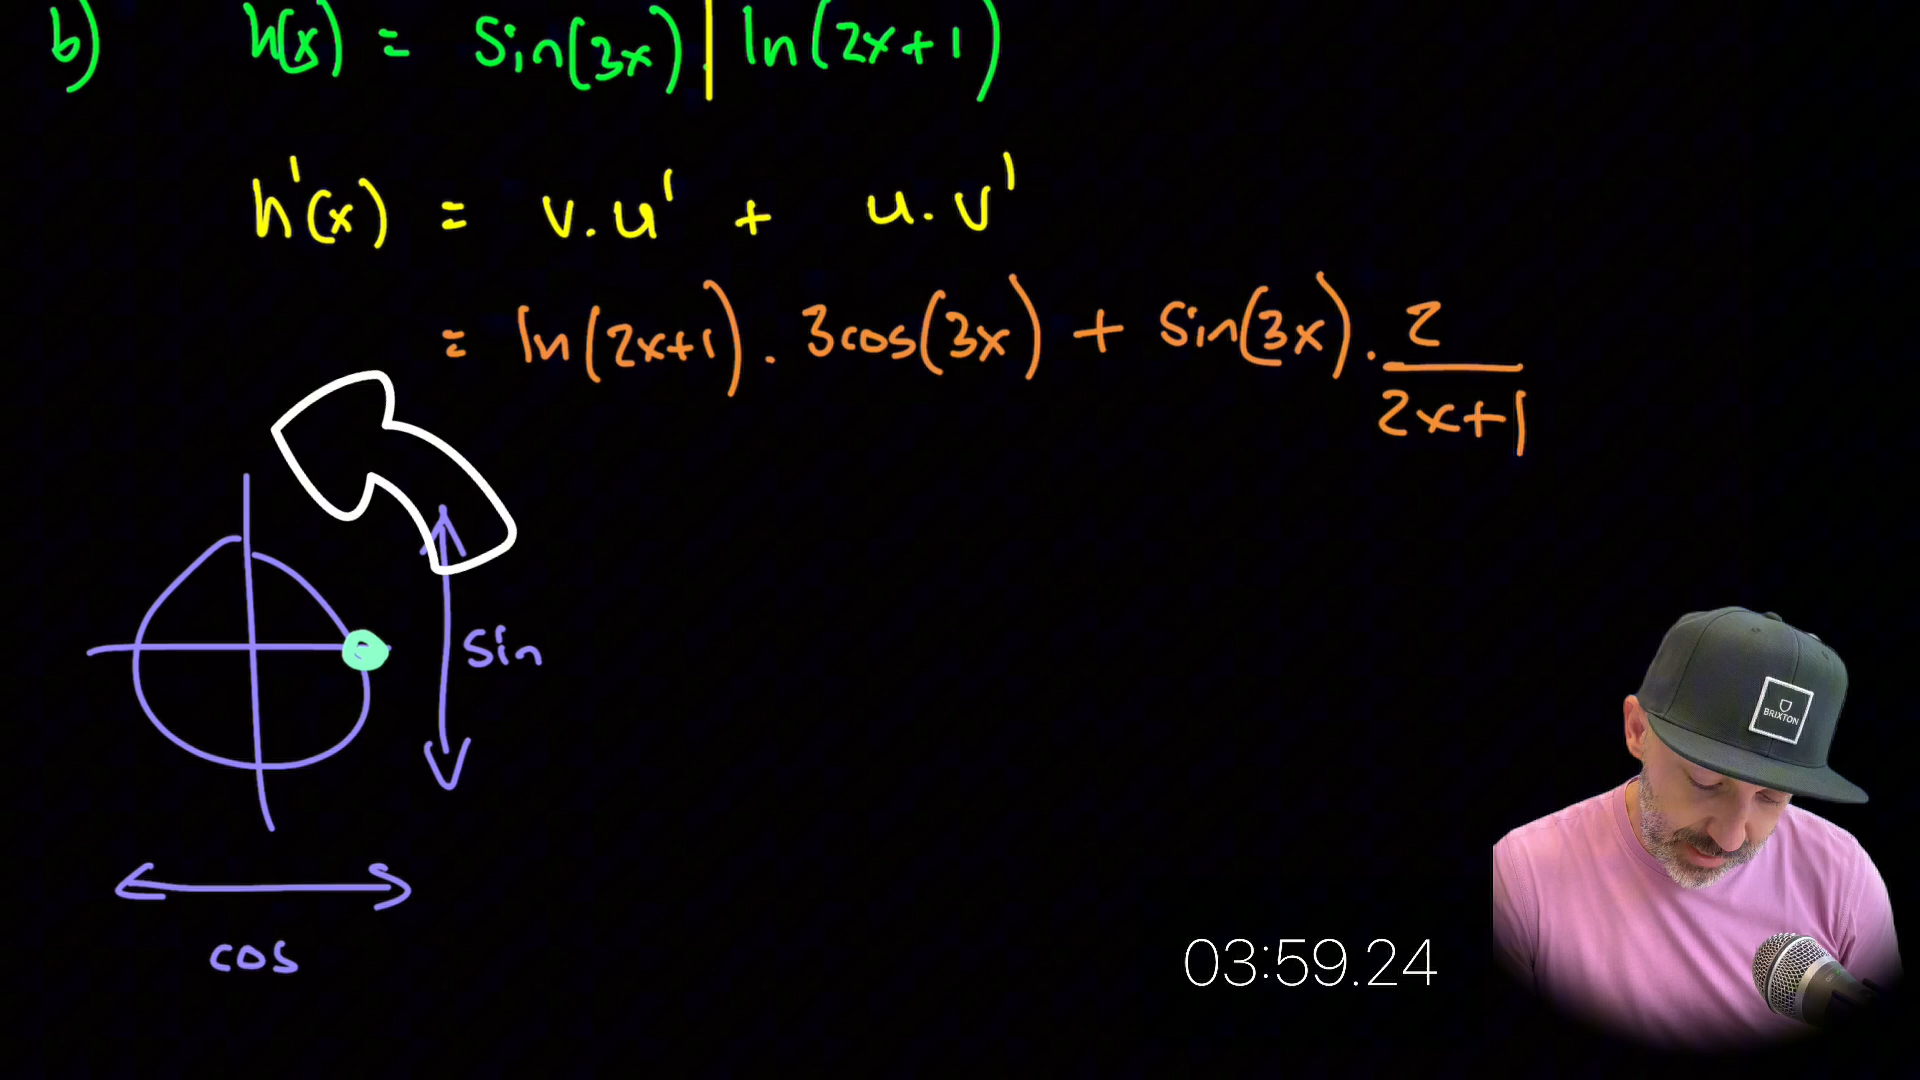 b) h(x) = Sin(3x) | ln(2x+1)
h'(x) = v.u' + u.v'
= ln(2x+1) . 3cos(3x) + Sin(3x) . 2/2x+1
Sin
cos
BRIXTON
03:59.24